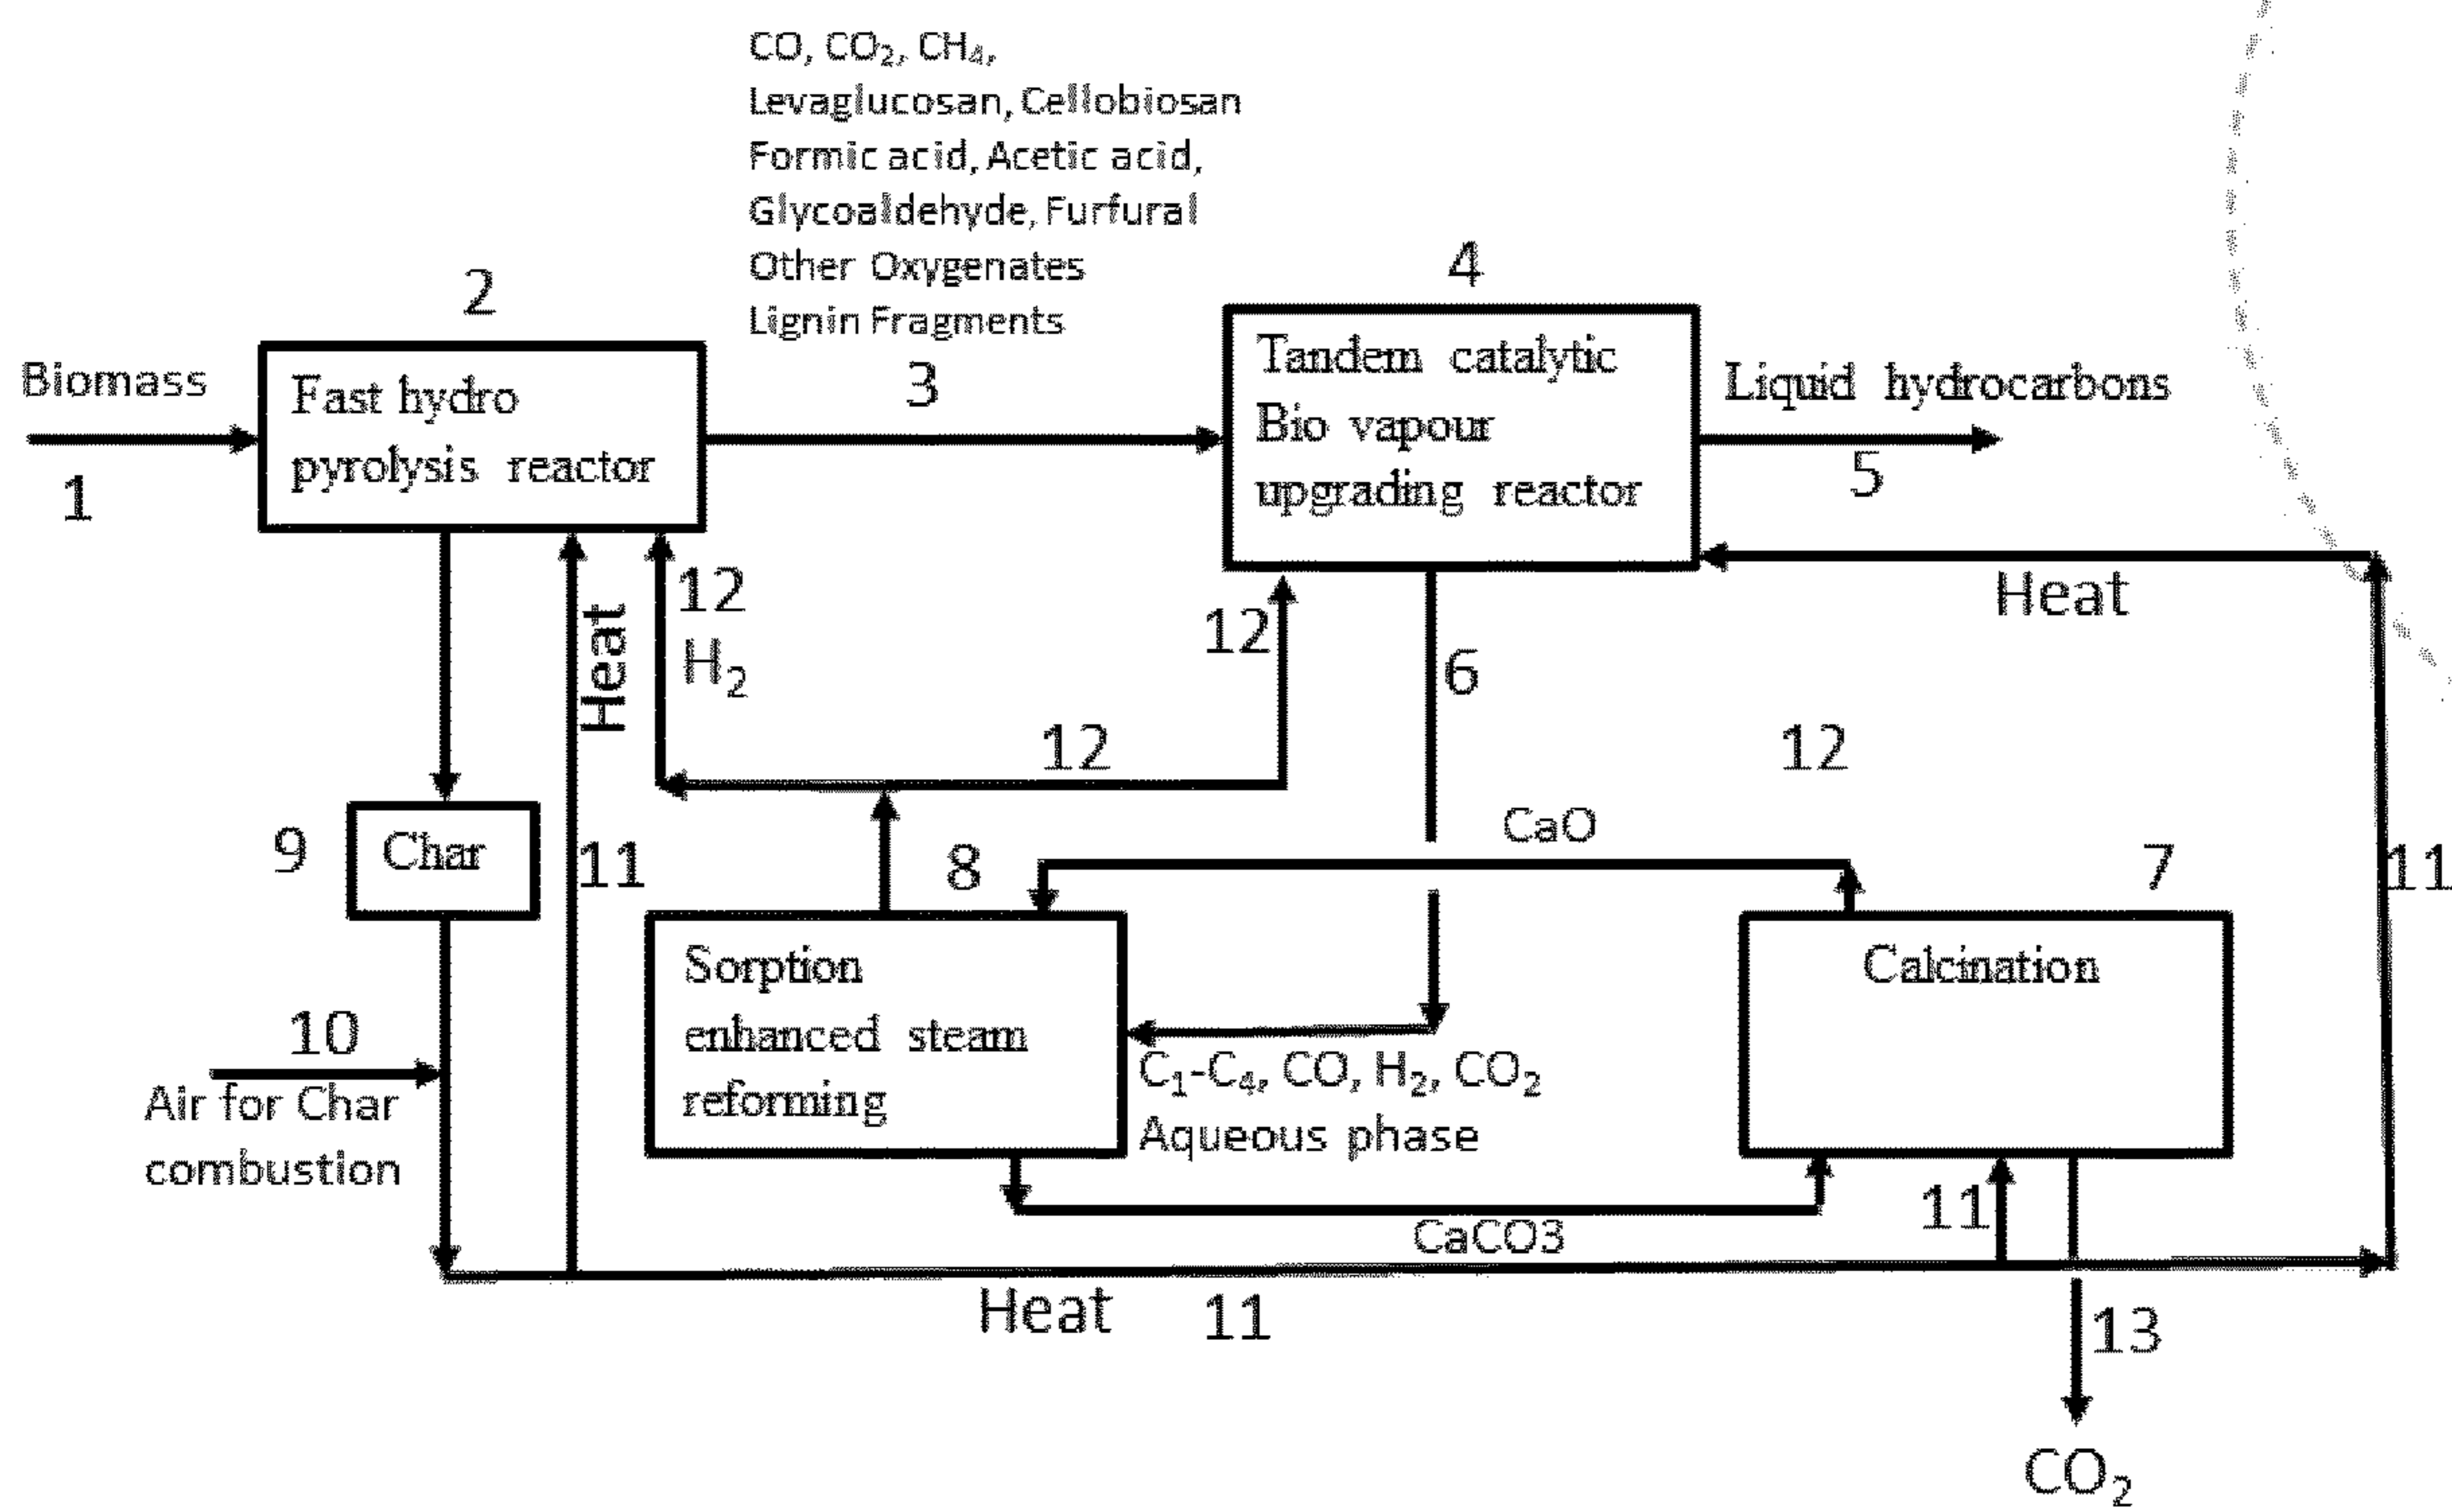 CO, CO₂, CH₄,
Levaglucosan, Cellobiosan
Formic acid, Acetic acid,
Glycoaldehyde, Furfural
Other Oxygenates
Lignin Fragments
2
3
4
Biomass
1
Fast hydro
pyrolysis reactor
Tandem catalytic
Bio vapour
upgrading reactor
Liquid hydrocarbons
5
Heat
12
H₂
Heat
12
6
12
12
CaO
9
Char
11
8
7
11
Sorption
enhanced steam
reforming
Calcination
10
Air for Char
combustion
C₁-C₄, CO, H₂, CO₂
Aqueous phase
11
CaCO3
Heat
11
13
CO₂